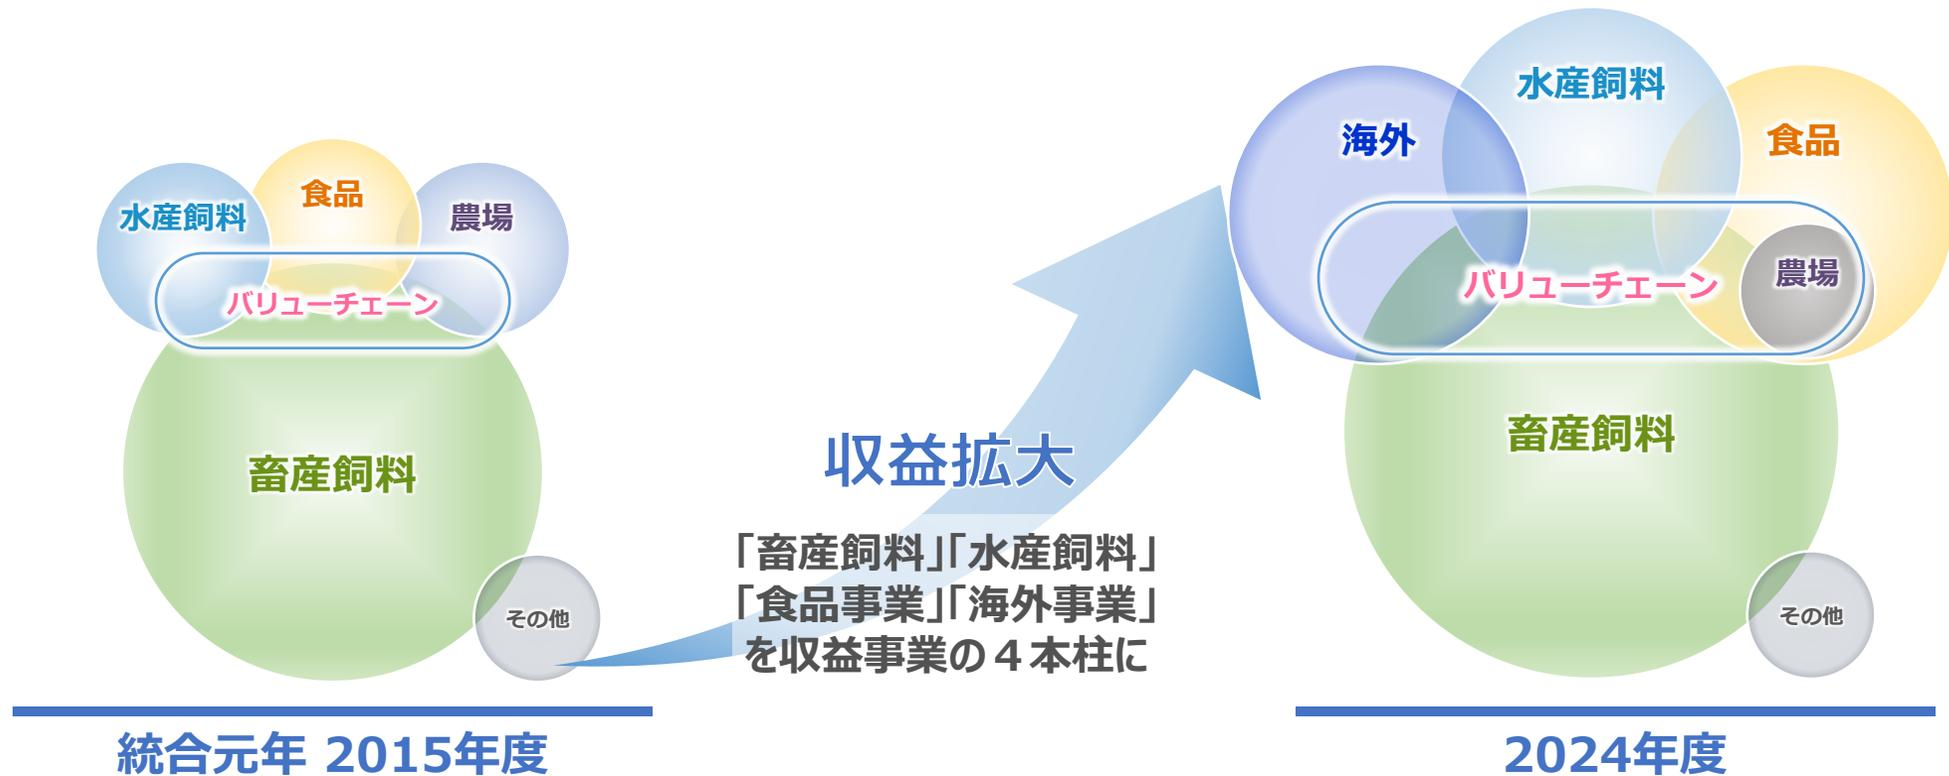 水産飼料
食品
農場
バリューチェーン
畜産飼料
その他
統合元年 2015年度
収益拡大
「畜産飼料」「水産飼料」
「食品事業」「海外事業」
を収益事業の４本柱に
海外
水産飼料
食品
農場
バリューチェーン
畜産飼料
その他
2024年度